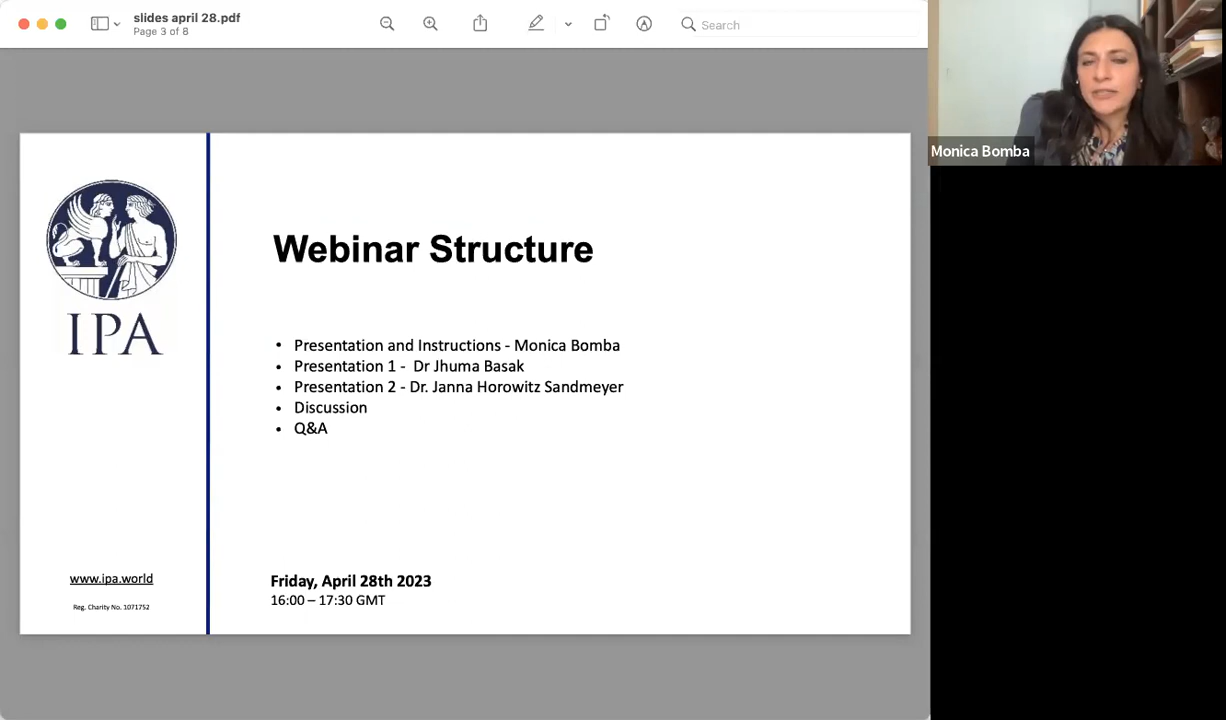 slides april 28.pdf
Page 3 of 8
Search
Monica Bomba
IPA
Webinar Structure
• Presentation and Instructions - Monica Bomba
• Presentation 1 - Dr Jhuma Basak
• Presentation 2 - Dr. Janna Horowitz Sandmeyer
• Discussion
• Q&A
www.ipa.world
Reg. Charity No. 1071752
Friday, April 28th 2023
16:00 – 17:30 GMT